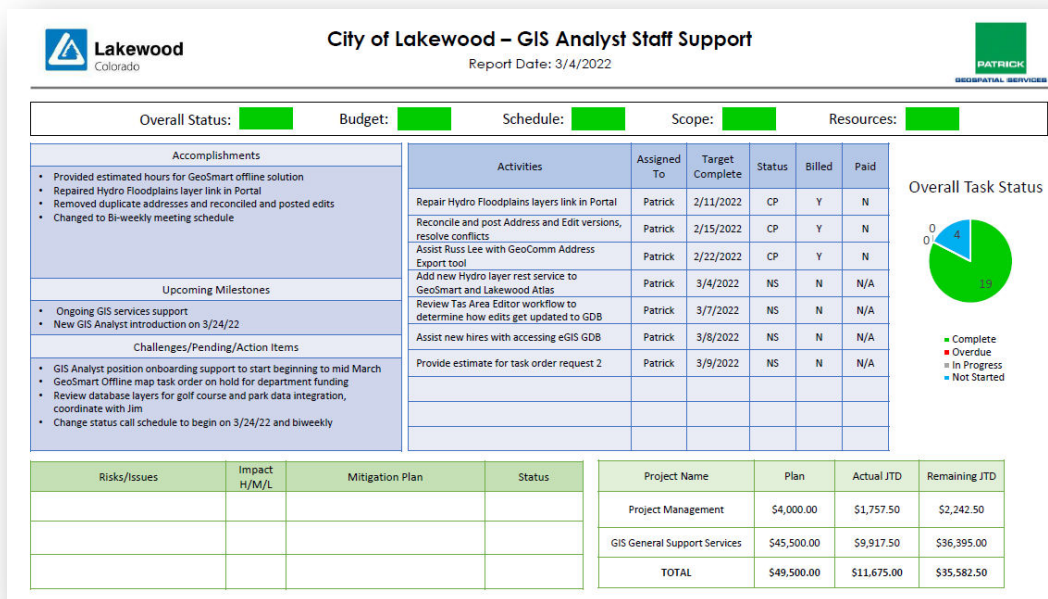 Lakewood
Colorado
City of Lakewood – GIS Analyst Staff Support
Report Date: 3/4/2022
PATRICK
GEOSPATIAL SERVICES
Overall Status: Budget: Schedule: Scope: Resources:
Accomplishments
• Provided estimated hours for GeoSmart offline solution
• Repaired Hydro Floodplains layer link in Portal
• Removed duplicate addresses and reconciled and posted edits
• Changed to Bi-weekly meeting schedule
Upcoming Milestones
• Ongoing GIS services support
• New GIS Analyst introduction on 3/24/22
Challenges/Pending/Action Items
• GIS Analyst position onboarding support to start beginning to mid March
• GeoSmart Offline map task order on hold for department funding
• Review database layers for golf course and park data integration,
coordinate with Jim
• Change status call schedule to begin on 3/24/22 and biweekly
Activities Assigned To Target Complete Status Billed Paid
Repair Hydro Floodplains layers link in Portal Patrick 2/11/2022 CP Y N
Reconcile and post Address and Edit versions,
resolve conflicts Patrick 2/15/2022 CP Y N
Assist Russ Lee with GeoComm Address
Export tool Patrick 2/22/2022 CP Y N
Add new Hydro layer rest service to
GeoSmart and Lakewood Atlas Patrick 3/4/2022 NS N N/A
Review Tas Area Editor workflow to
determine how edits get updated to GDB Patrick 3/7/2022 NS N N/A
Assist new hires with accessing eGIS GDB Patrick 3/8/2022 NS N N/A
Provide estimate for task order request 2 Patrick 3/9/2022 NS N N/A
Overall Task Status
0
0
4
19
Complete
Overdue
In Progress
Not Started
Risks/Issues Impact H/M/L Mitigation Plan Status
Project Name Plan Actual JTD Remaining JTD
Project Management $4,000.00 $1,757.50 $2,242.50
GIS General Support Services $45,500.00 $9,917.50 $36,395.00
TOTAL $49,500.00 $11,675.00 $35,582.50